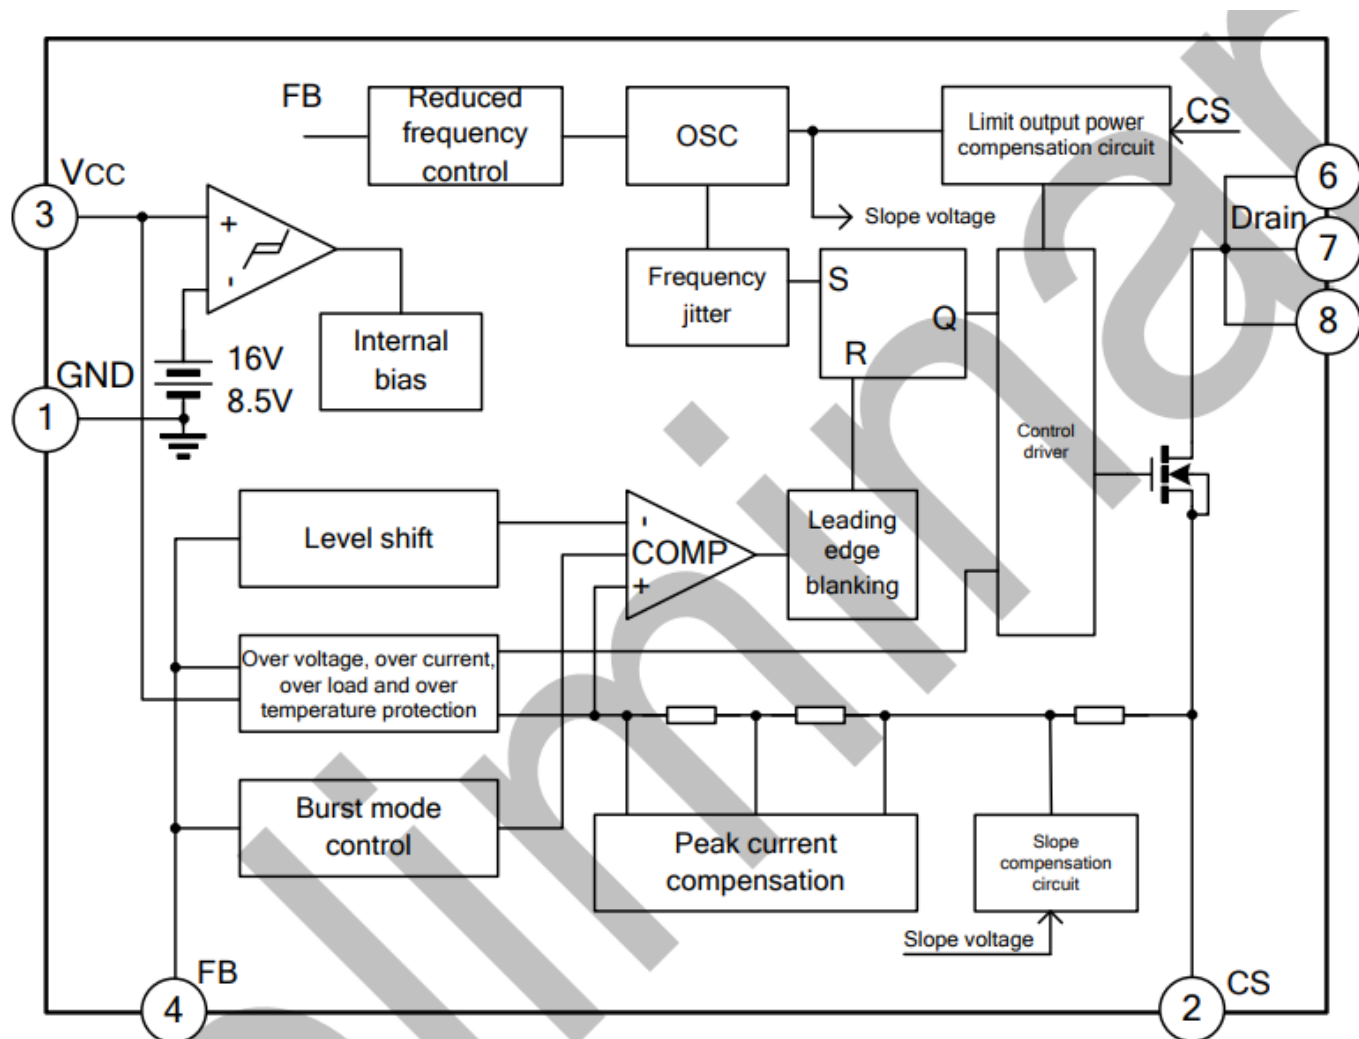 FB
Reduced
frequency
control
OSC
Limit output power
compensation circuit
CS
VCC
3
+
-
Slope voltage
6
Drain
7
8
Frequency
jitter
S
Q
R
Internal
bias
16V
8.5V
GND
1
Control
driver
Level shift
-
COMP
+
Leading
edge
blanking
Over voltage, over current,
over load and over
temperature protection
Burst mode
control
Peak current
compensation
Slope
compensation
circuit
Slope voltage
FB
4
CS
2